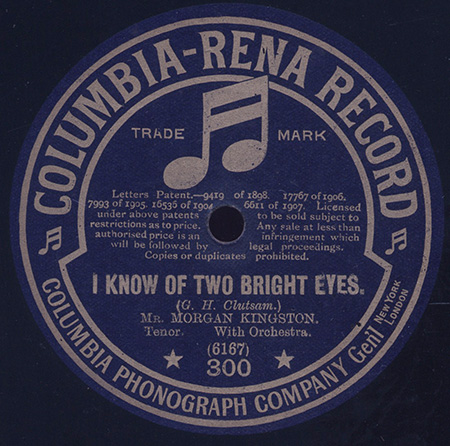 COLUMBIA-RENA RECORD
TRADE MARK
Letters Patent.—9419 of 1898. 17767 of 1906.
7993 of 1905. 16536 of 1904 6611 of 1907. Licensed
under above patents to be sold subject to
restrictions as to price. Any sale at less than
authorised price is an infringement which
will be followed by legal proceedings.
Copies or duplicates prohibited.
I KNOW OF TWO BRIGHT EYES.
(G. H. Clutsam.)
MR. MORGAN KINGSTON,
Tenor. With Orchestra.
(6167)
300
COLUMBIA PHONOGRAPH COMPANY Gen'l
NEW YORK
LONDON